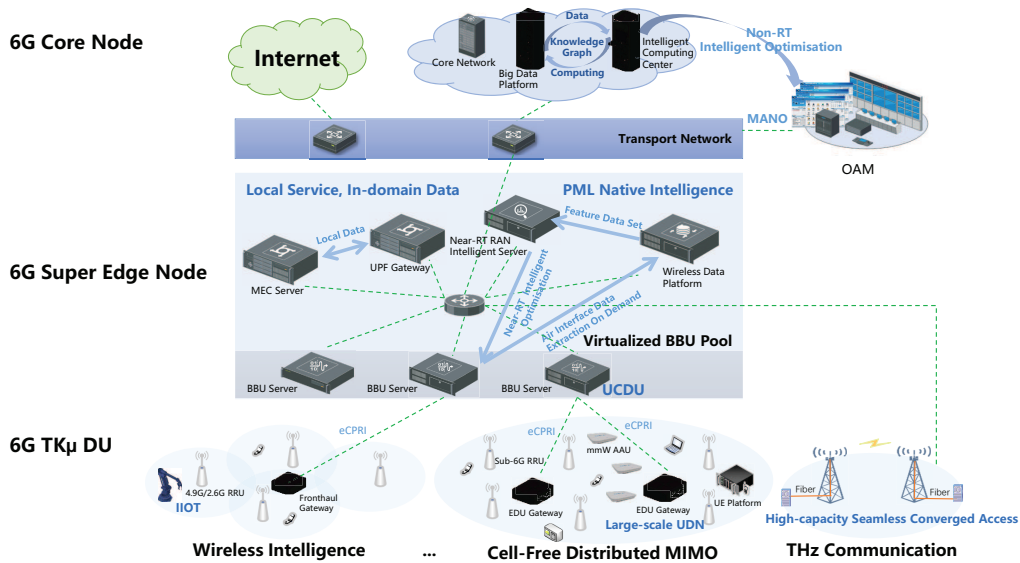 6G Core Node
Internet
Core Network
Big Data
Platform
Data
Knowledge
Graph
Computing
Intelligent
Computing
Center
Non-RT
Intelligent Optimisation
MANO
OAM
Transport Network
6G Super Edge Node
Local Service, In-domain Data
PML Native Intelligence
Local Data
MEC Server
UPF Gateway
Near-RT RAN
Intelligent Server
Feature Data Set
Wireless Data
Platform
Near-RT Intelligent
Optimisation
Air Interface Data
Extraction On Demand
Virtualized BBU Pool
BBU Server
BBU Server
BBU Server
UCDU
6G TKμ DU
eCPRI
4.9G/2.6G RRU
IIOT
Fronthaul
Gateway
Wireless Intelligence
...
eCPRI
eCPRI
Sub-6G RRU
mmW AAU
EDU Gateway
EDU Gateway
UE Platform
Large-scale UDN
Cell-Free Distributed MIMO
Fiber
Fiber
High-capacity Seamless Converged Access
THz Communication